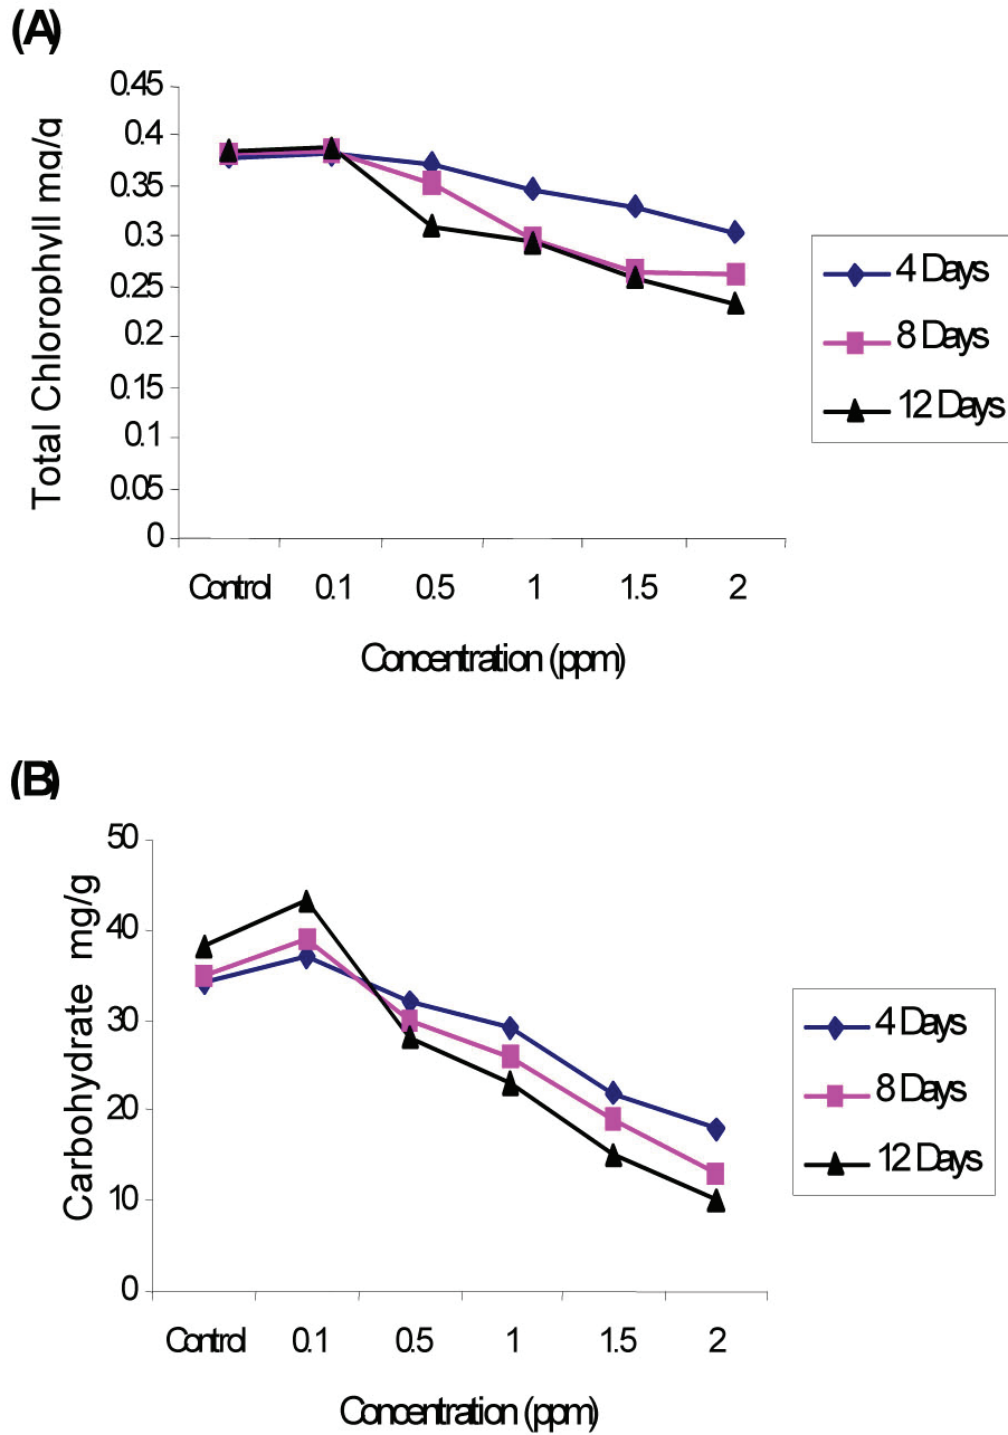 (A)
0.45
0.4
0.35
0.3
0.25
0.2
0.15
0.1
0.05
0
Total Chlorophyll mg/g
Control 0.1 0.5 1 1.5 2
Concentration (ppm)
4 Days
8 Days
12 Days
(B)
50
40
30
20
10
0
Carbohydrate mg/g
Control 0.1 0.5 1 1.5 2
Concentration (ppm)
4 Days
8 Days
12 Days